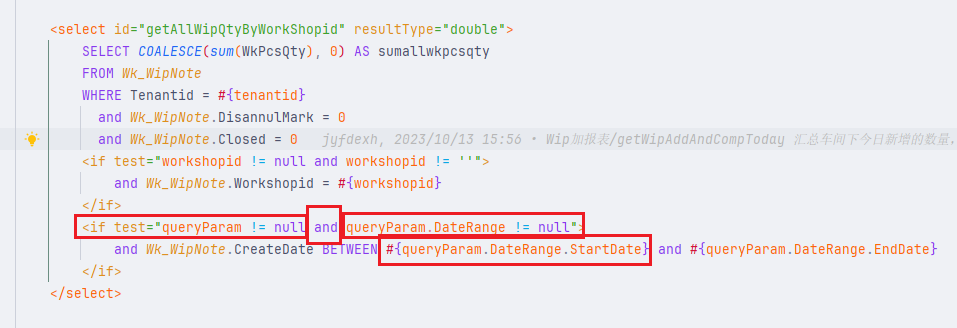 <select id="getAllWipQtyByWorkShopid" resultType="double">
SELECT COALESCE(sum(WkPcsQty), 0) AS sumallwkpcsqty
FROM Wk_WipNote
WHERE Tenantid = #{tenantid}
and Wk_WipNote.DisannulMark = 0
and Wk_WipNote.Closed = 0 jyfdexh, 2023/10/13 15:56 • Wip加报表/getWipAddAndCompToday 汇总车间下今日新增的数量,
<if test="workshopid != null and workshopid != ''">
and Wk_WipNote.Workshopid = #{workshopid}
</if>
<if test="queryParam != null and queryParam.DateRange != null">
and Wk_WipNote.CreateDate BETWEEN #{queryParam.DateRange.StartDate} and #{queryParam.DateRange.EndDate}
</if>
</select>